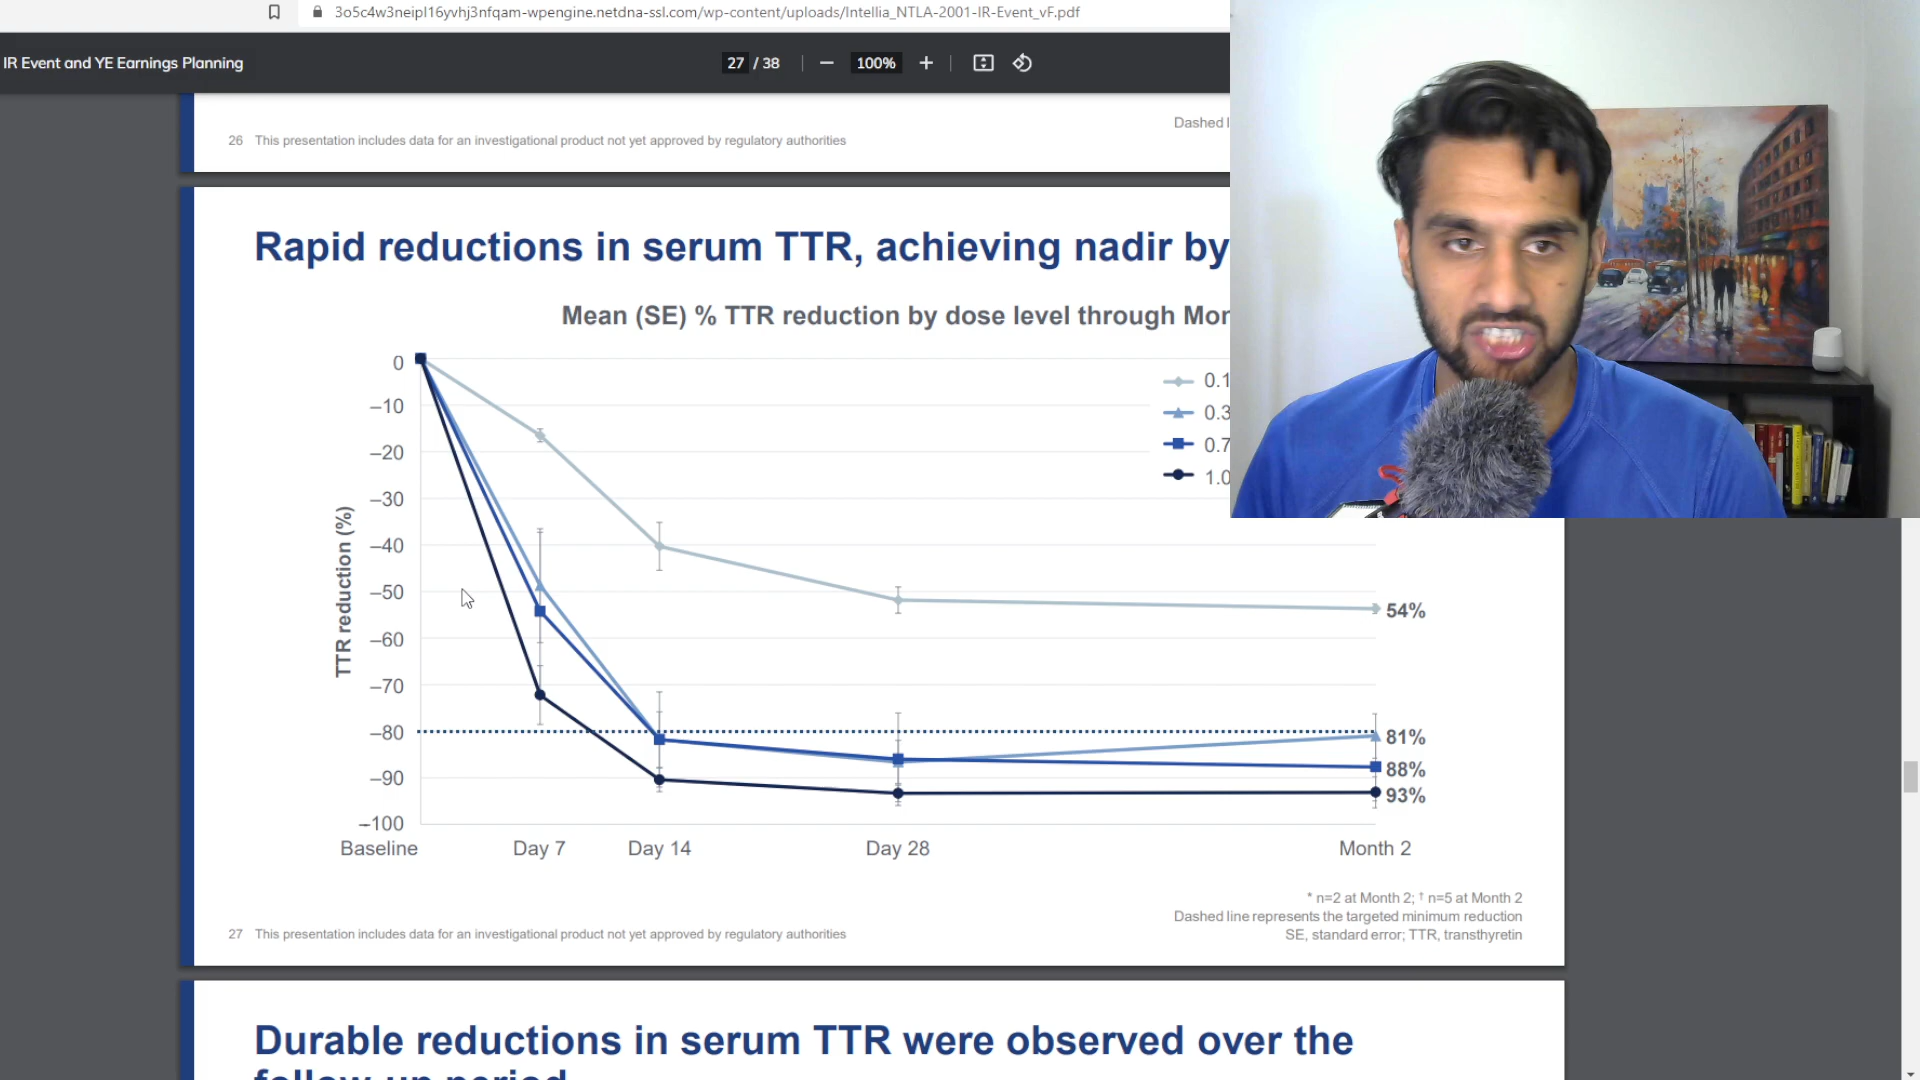 3o5c4w3neipl16yvhj3nfqam-wpengine.netdna-ssl.com/wp-content/uploads/Intellia_NTLA-2001-IR-Event_vF.pdf
IR Event and YE Earnings Planning
27 / 38
100%
Dashed
26 This presentation includes data for an investigational product not yet approved by regulatory authorities
Rapid reductions in serum TTR, achieving nadir by
Mean (SE) % TTR reduction by dose level through
0
–10
–20
–30
–40
–50
–60
–70
–80
–90
–100
TTR reduction (%)
0.1
0.3
0.7
1.0
54%
81%
88%
93%
Baseline
Day 7
Day 14
Day 28
Month 2
* n=2 at Month 2; † n=5 at Month 2
Dashed line represents the targeted minimum reduction
SE, standard error; TTR, transthyretin
27 This presentation includes data for an investigational product not yet approved by regulatory authorities
Durable reductions in serum TTR were observed over the
follow-up period